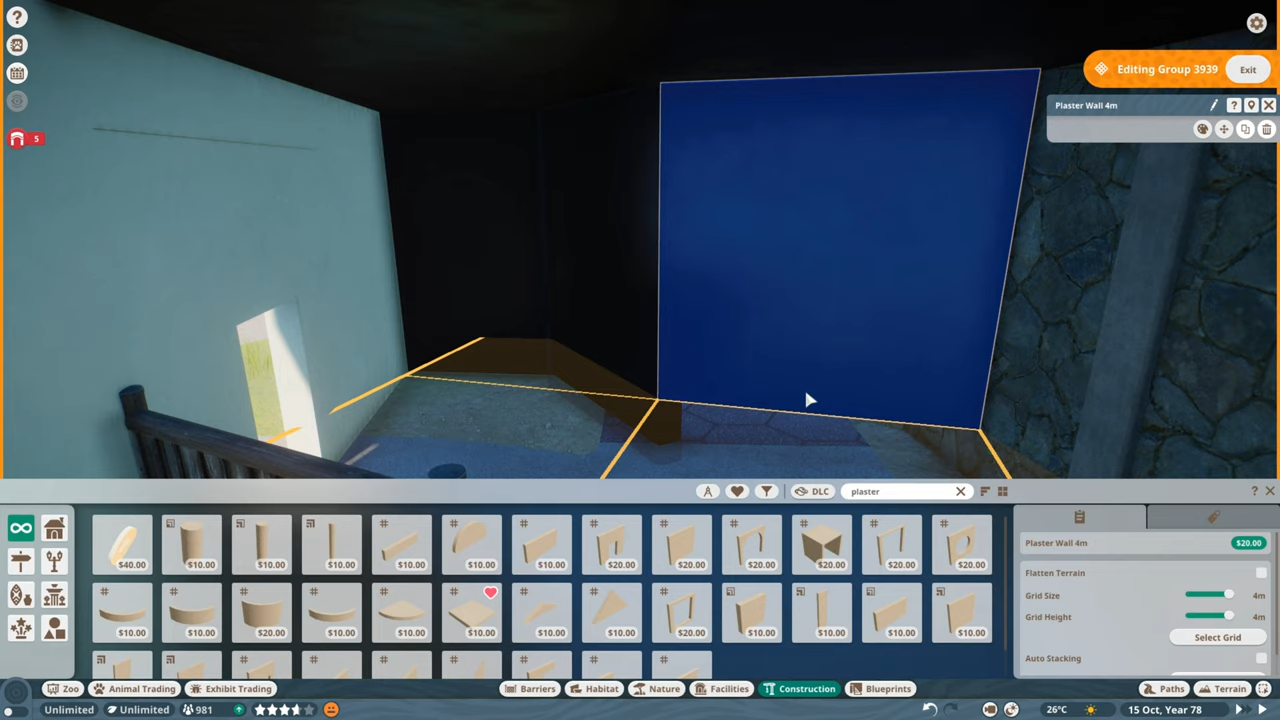 Editing Group 3939
Exit
Plaster Wall 4m
5
DLC
plaster
$40.00
$10.00
$10.00
$10.00
$10.00
$10.00
$10.00
$20.00
$10.00
$20.00
$20.00
$20.00
$20.00
$10.00
$10.00
$20.00
$10.00
$10.00
$10.00
$10.00
$10.00
$20.00
$10.00
$10.00
$10.00
$10.00
Plaster Wall 4m
$20.00
Flatten Terrain
Grid Size
4m
Grid Height
4m
Select Grid
Auto Stacking
Zoo
Animal Trading
Exhibit Trading
Barriers
Habitat
Nature
Facilities
Construction
Blueprints
Paths
Terrain
Unlimited
Unlimited
981
26°C
15 Oct, Year 78